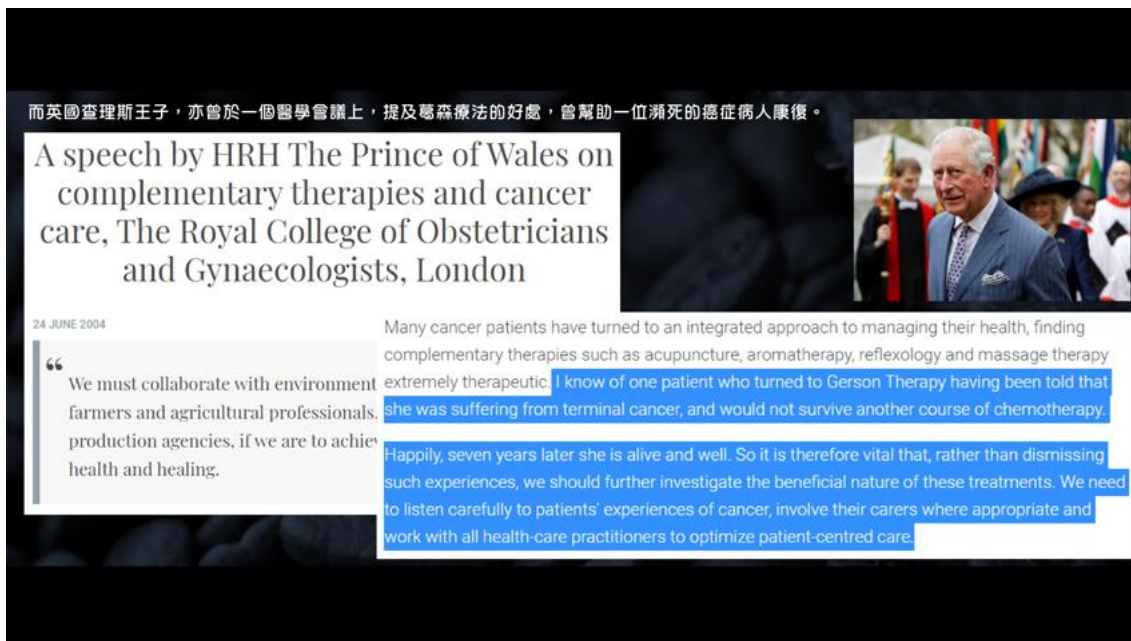 而英國查理斯王子，亦曾於一個醫學會議上，提及葛森療法的好處，曾幫助一位瀕死的癌症病人康復。
A speech by HRH The Prince of Wales on
complementary therapies and cancer
care, The Royal College of Obstetricians
and Gynaecologists, London
24 JUNE 2004
“
We must collaborate with environment
farmers and agricultural professionals.
production agencies, if we are to achiev
health and healing.
Many cancer patients have turned to an integrated approach to managing their health, finding
complementary therapies such as acupuncture, aromatherapy, reflexology and massage therapy
extremely therapeutic. I know of one patient who turned to Gerson Therapy having been told that
she was suffering from terminal cancer, and would not survive another course of chemotherapy.
Happily, seven years later she is alive and well. So it is therefore vital that, rather than dismissing
such experiences, we should further investigate the beneficial nature of these treatments. We need
to listen carefully to patients' experiences of cancer, involve their carers where appropriate and
work with all health-care practitioners to optimize patient-centred care.